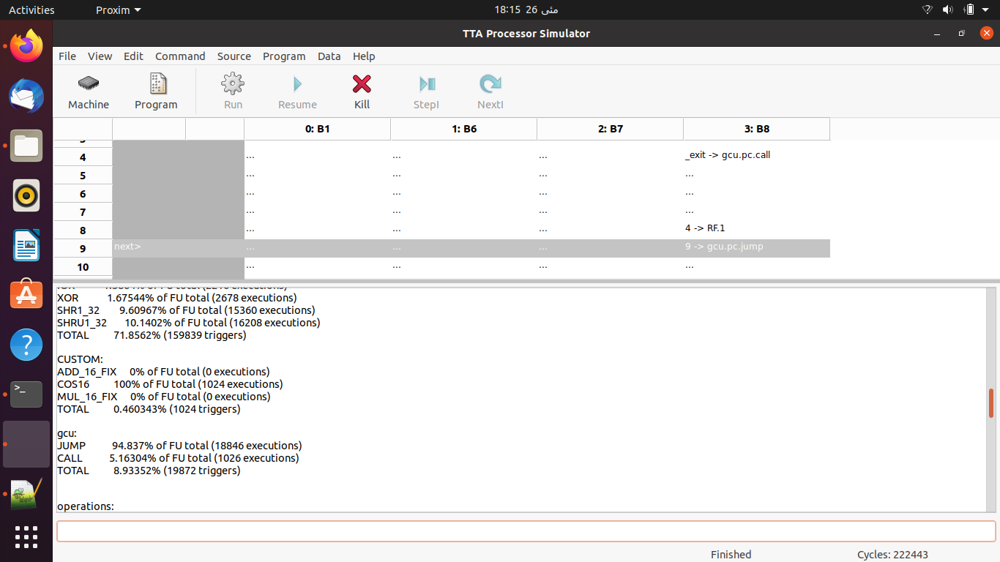 Activities
Proxim
18:15 26 مئی
TTA Processor Simulator
File View Edit Command Source Program Data Help
Machine Program Run Resume Kill StepI NextI
0: B1 1: B6 2: B7 3: B8
4 ... ... ... _exit -> gcu.pc.call
5 ... ... ... ...
6 ... ... ... ...
7 ... ... ... ...
8 ... ... ... 4 -> RF.1
9 next> ... ... ... 9 -> gcu.pc.jump
10 ... ... ... ...
XOR 1.67544% of FU total (2678 executions)
SHR1_32 9.60967% of FU total (15360 executions)
SHRU1_32 10.1402% of FU total (16208 executions)
TOTAL 71.8562% (159839 triggers)
CUSTOM:
ADD_16_FIX 0% of FU total (0 executions)
COS16 100% of FU total (1024 executions)
MUL_16_FIX 0% of FU total (0 executions)
TOTAL 0.460343% (1024 triggers)
gcu:
JUMP 94.837% of FU total (18846 executions)
CALL 5.16304% of FU total (1026 executions)
TOTAL 8.93352% (19872 triggers)
operations:
Finished Cycles: 222443